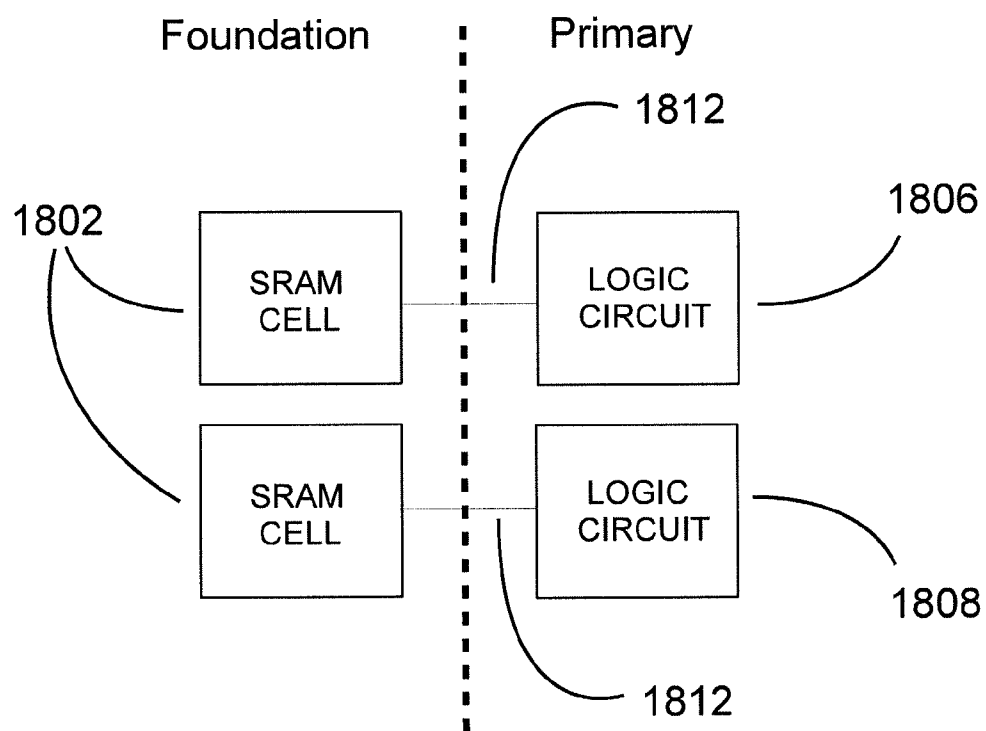 Foundation
Primary
1812
1802
1806
SRAM
CELL
LOGIC
CIRCUIT
SRAM
CELL
LOGIC
CIRCUIT
1808
1812